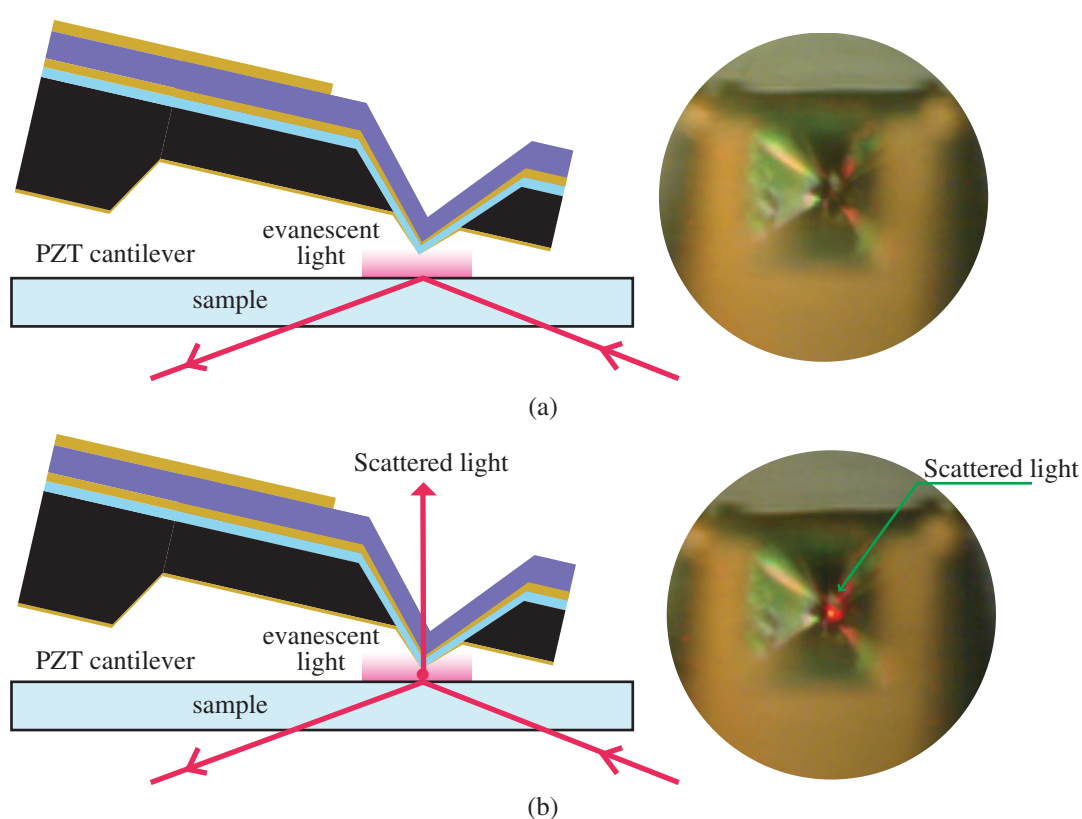 evanescent
light
PZT cantilever
sample
(a)
Scattered light
Scattered light
evanescent
light
PZT cantilever
sample
(b)